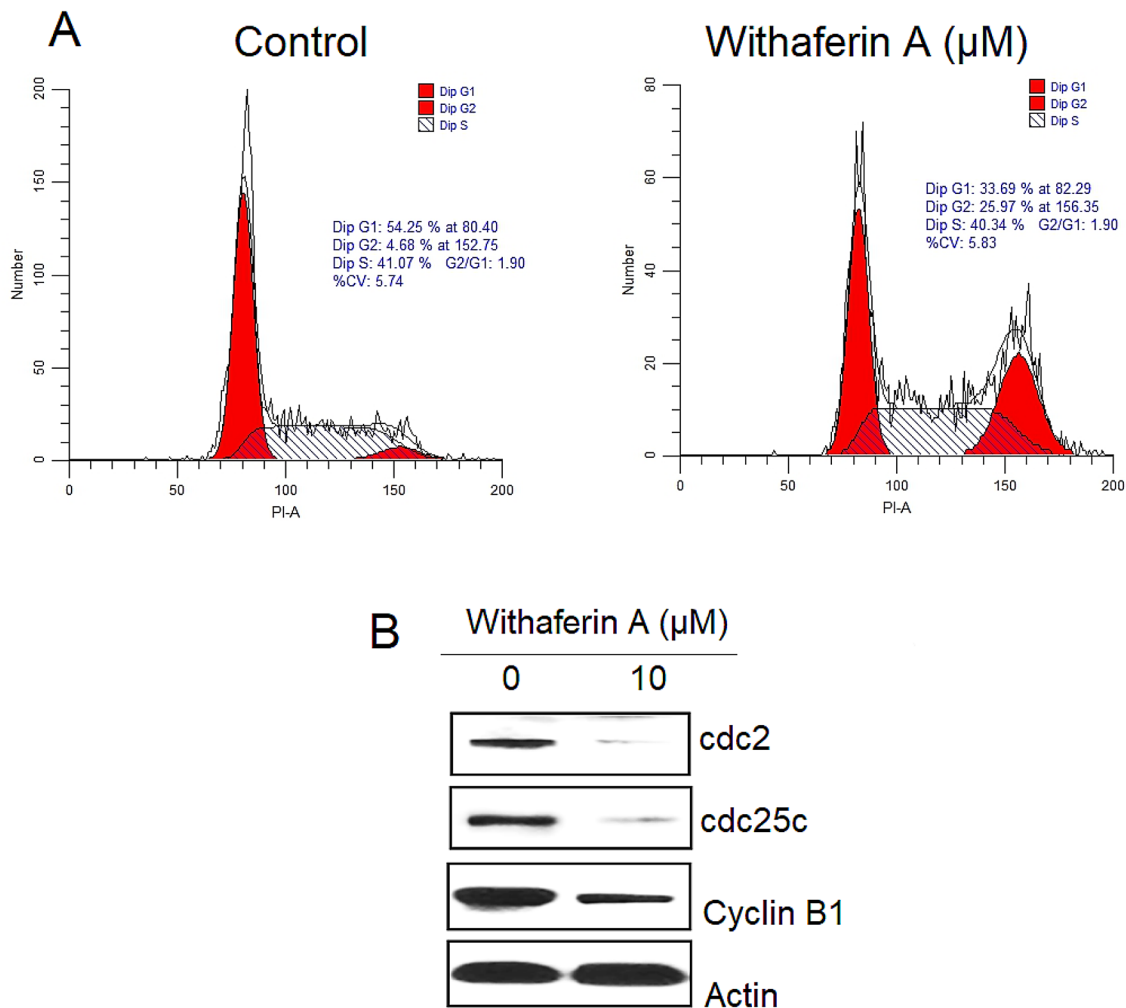 A
Control
Withaferin A (µM)
200
150
100
50
0
Number
Dip G1
Dip G2
Dip S
Dip G1: 54.25 % at 80.40
Dip G2: 4.68 % at 152.75
Dip S: 41.07 % G2/G1: 1.90
%CV: 5.74
0 50 100 150 200
PI-A
80
60
40
20
0
Number
Dip G1
Dip G2
Dip S
Dip G1: 33.69 % at 82.29
Dip G2: 25.97 % at 156.35
Dip S: 40.34 % G2/G1: 1.90
%CV: 5.83
0 50 100 150 200
PI-A
B
Withaferin A (µM)
0 10
cdc2
cdc25c
Cyclin B1
Actin